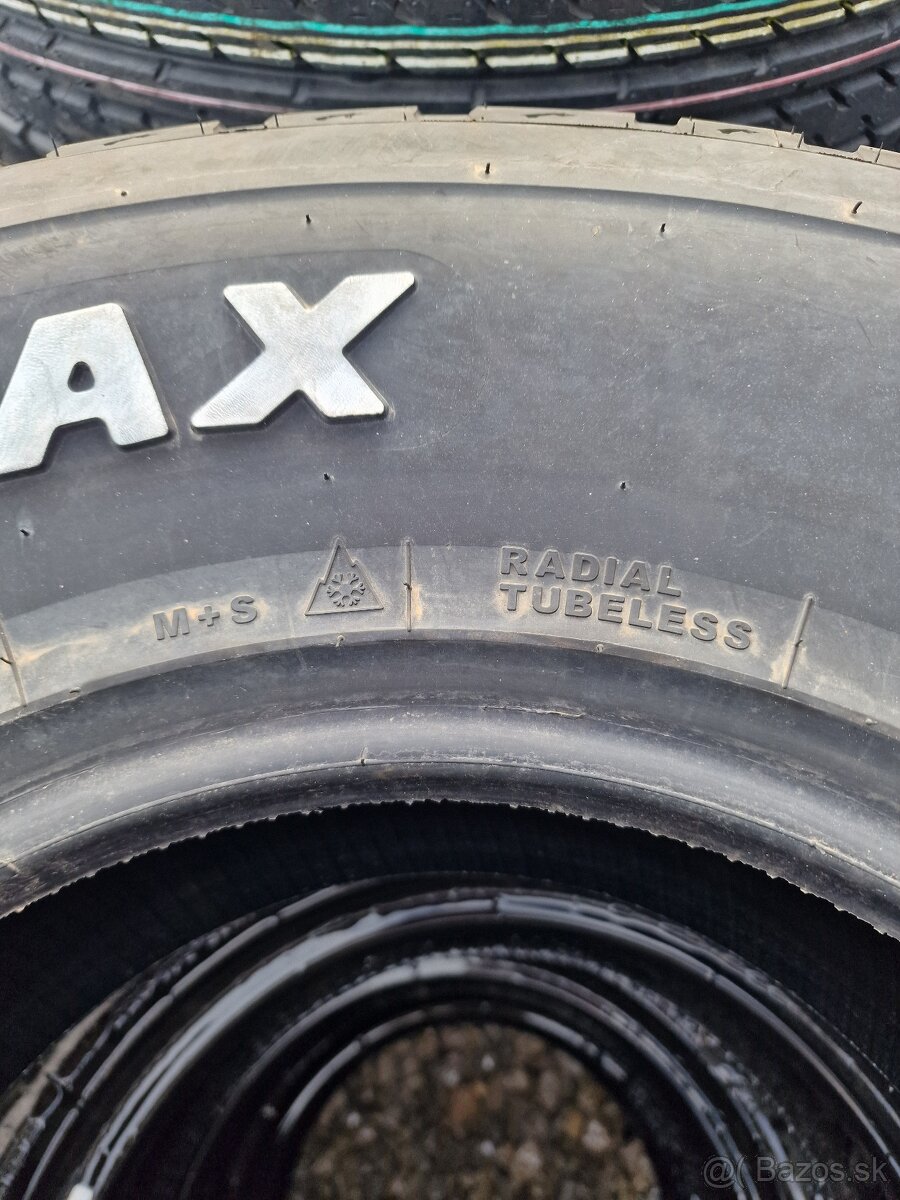 AX
M+S
RADIAL
TUBELESS
@( Bazos.sk